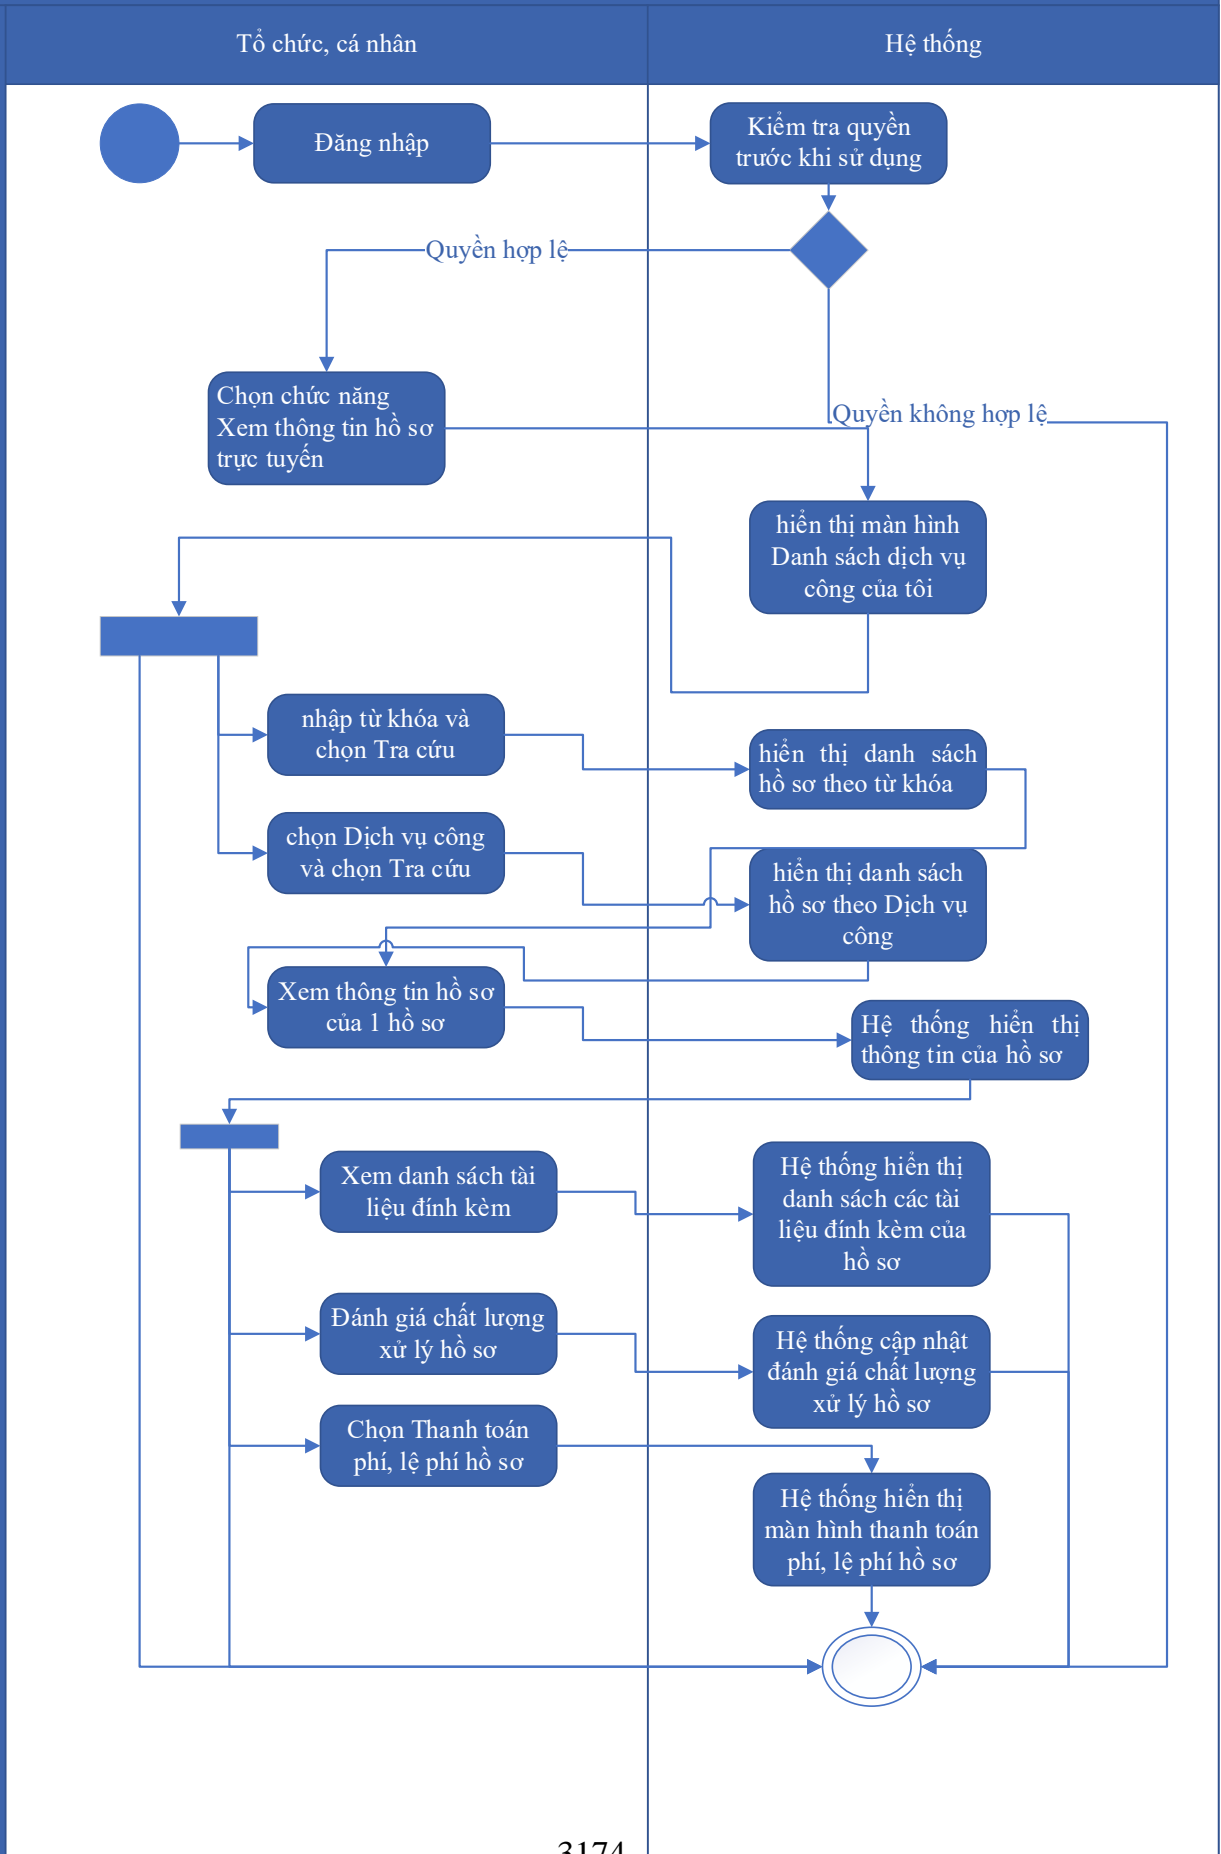 Tổ chức, cá nhân
Hệ thống
Đăng nhập
Kiểm tra quyền
trước khi sử dụng
Quyền hợp lệ
Chọn chức năng
Xem thông tin hồ sơ
trực tuyến
Quyền không hợp lệ
hiển thị màn hình
Danh sách dịch vụ
công của tôi
nhập từ khóa và
chọn Tra cứu
hiển thị danh sách
hồ sơ theo từ khóa
chọn Dịch vụ công
và chọn Tra cứu
hiển thị danh sách
hồ sơ theo Dịch vụ
công
Xem thông tin hồ sơ
của 1 hồ sơ
Hệ thống hiển thị
thông tin của hồ sơ
Xem danh sách tài
liệu đính kèm
Hệ thống hiển thị
danh sách các tài
liệu đính kèm của
hồ sơ
Đánh giá chất lượng
xử lý hồ sơ
Hệ thống cập nhật
đánh giá chất lượng
xử lý hồ sơ
Chọn Thanh toán
phí, lệ phí hồ sơ
Hệ thống hiển thị
màn hình thanh toán
phí, lệ phí hồ sơ
3174